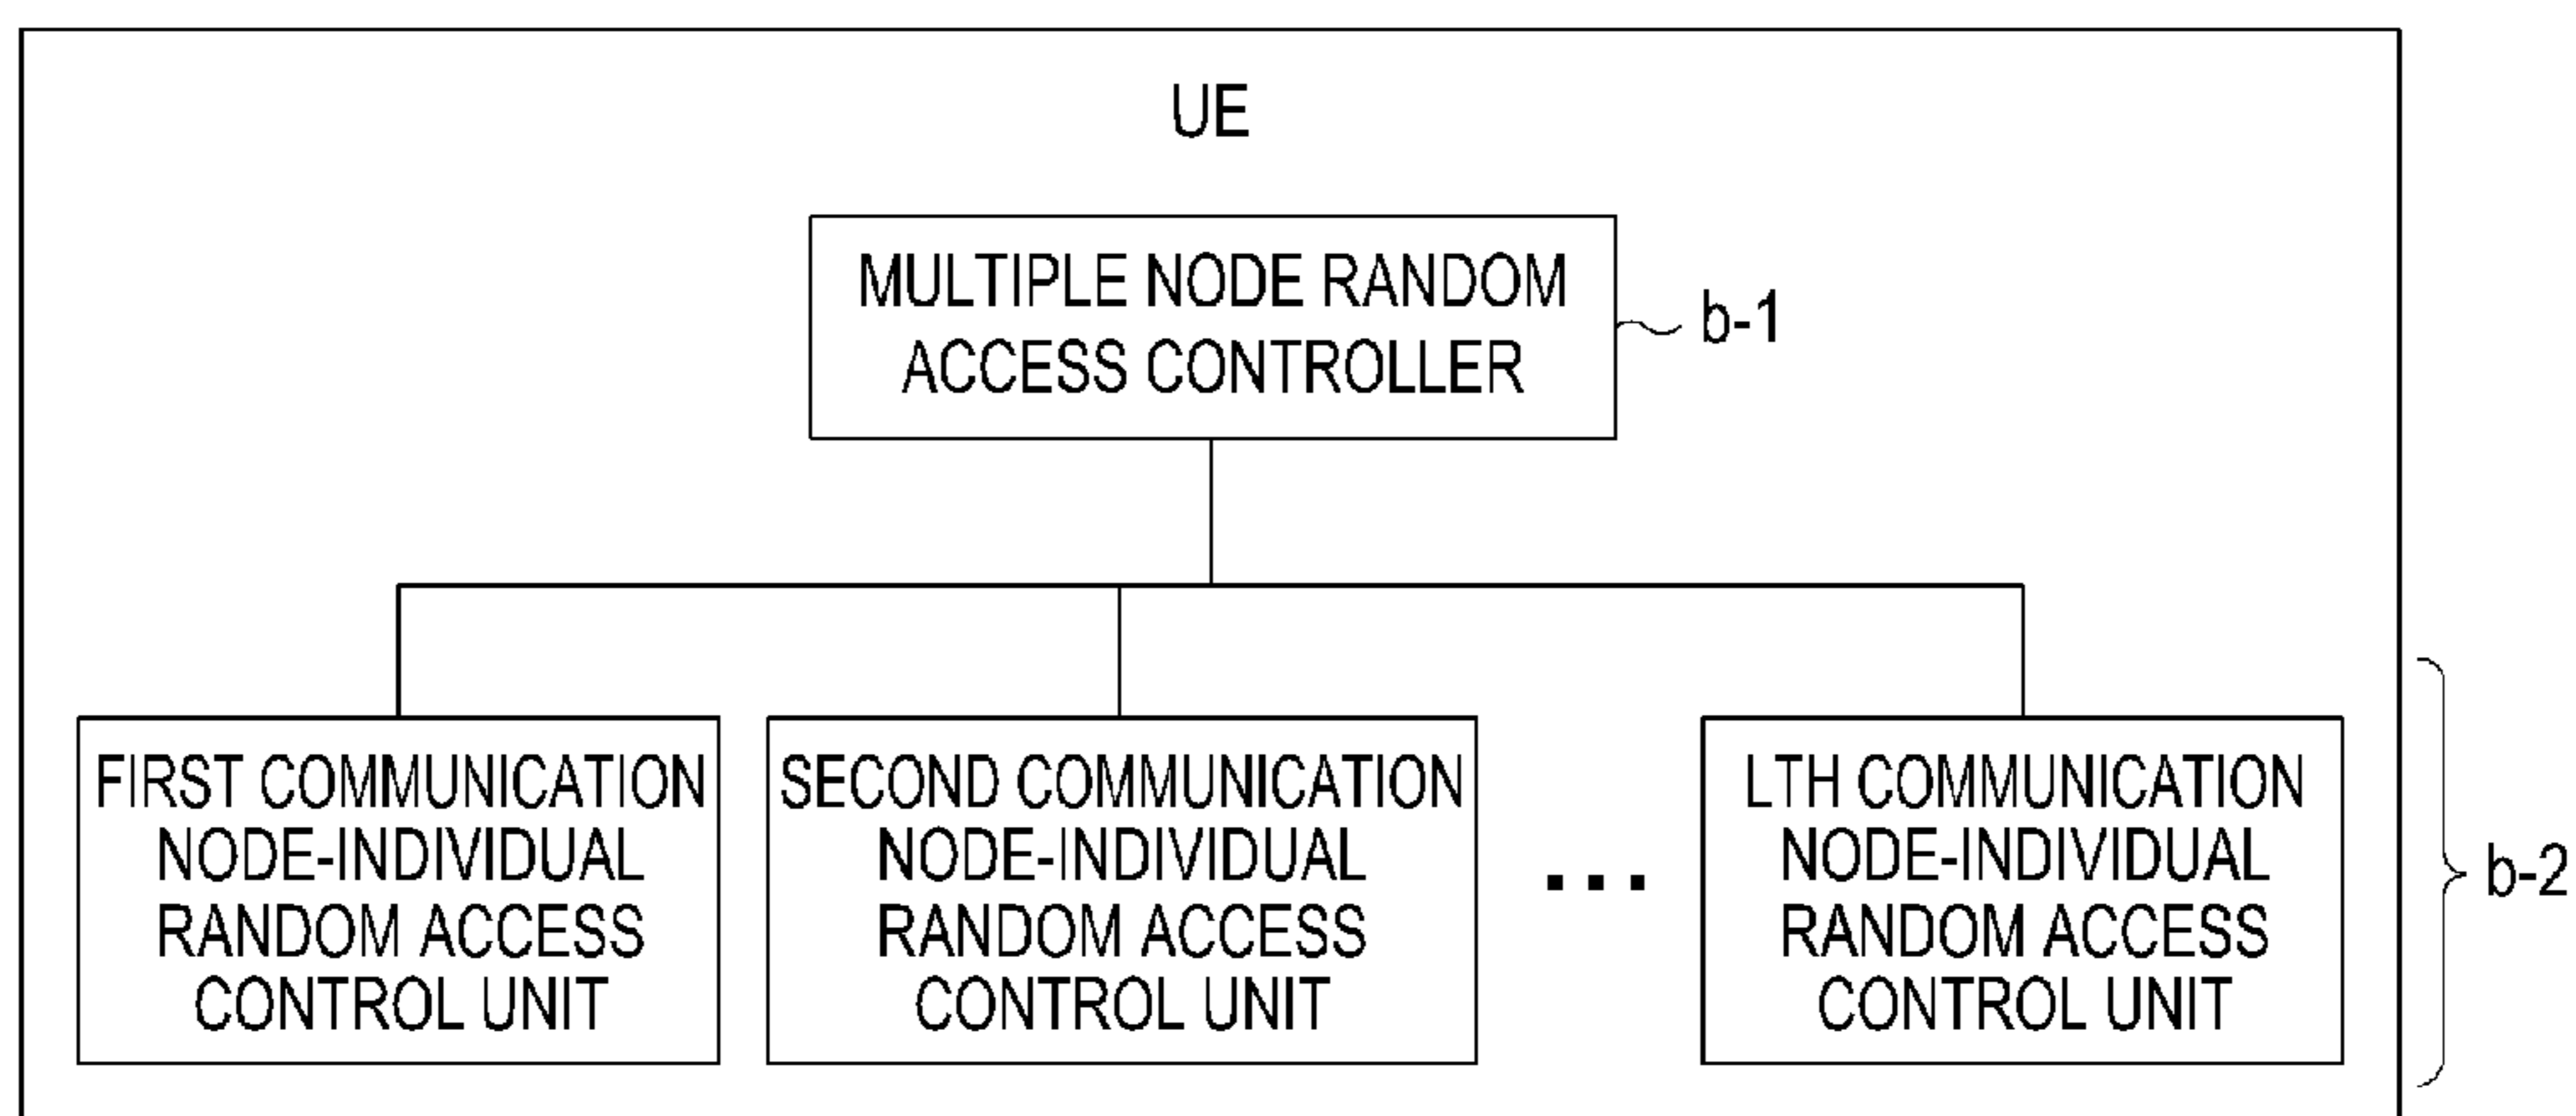 UE
MULTIPLE NODE RANDOM
ACCESS CONTROLLER
b-1
FIRST COMMUNICATION
NODE-INDIVIDUAL
RANDOM ACCESS
CONTROL UNIT
SECOND COMMUNICATION
NODE-INDIVIDUAL
RANDOM ACCESS
CONTROL UNIT
...
LTH COMMUNICATION
NODE-INDIVIDUAL
RANDOM ACCESS
CONTROL UNIT
b-2